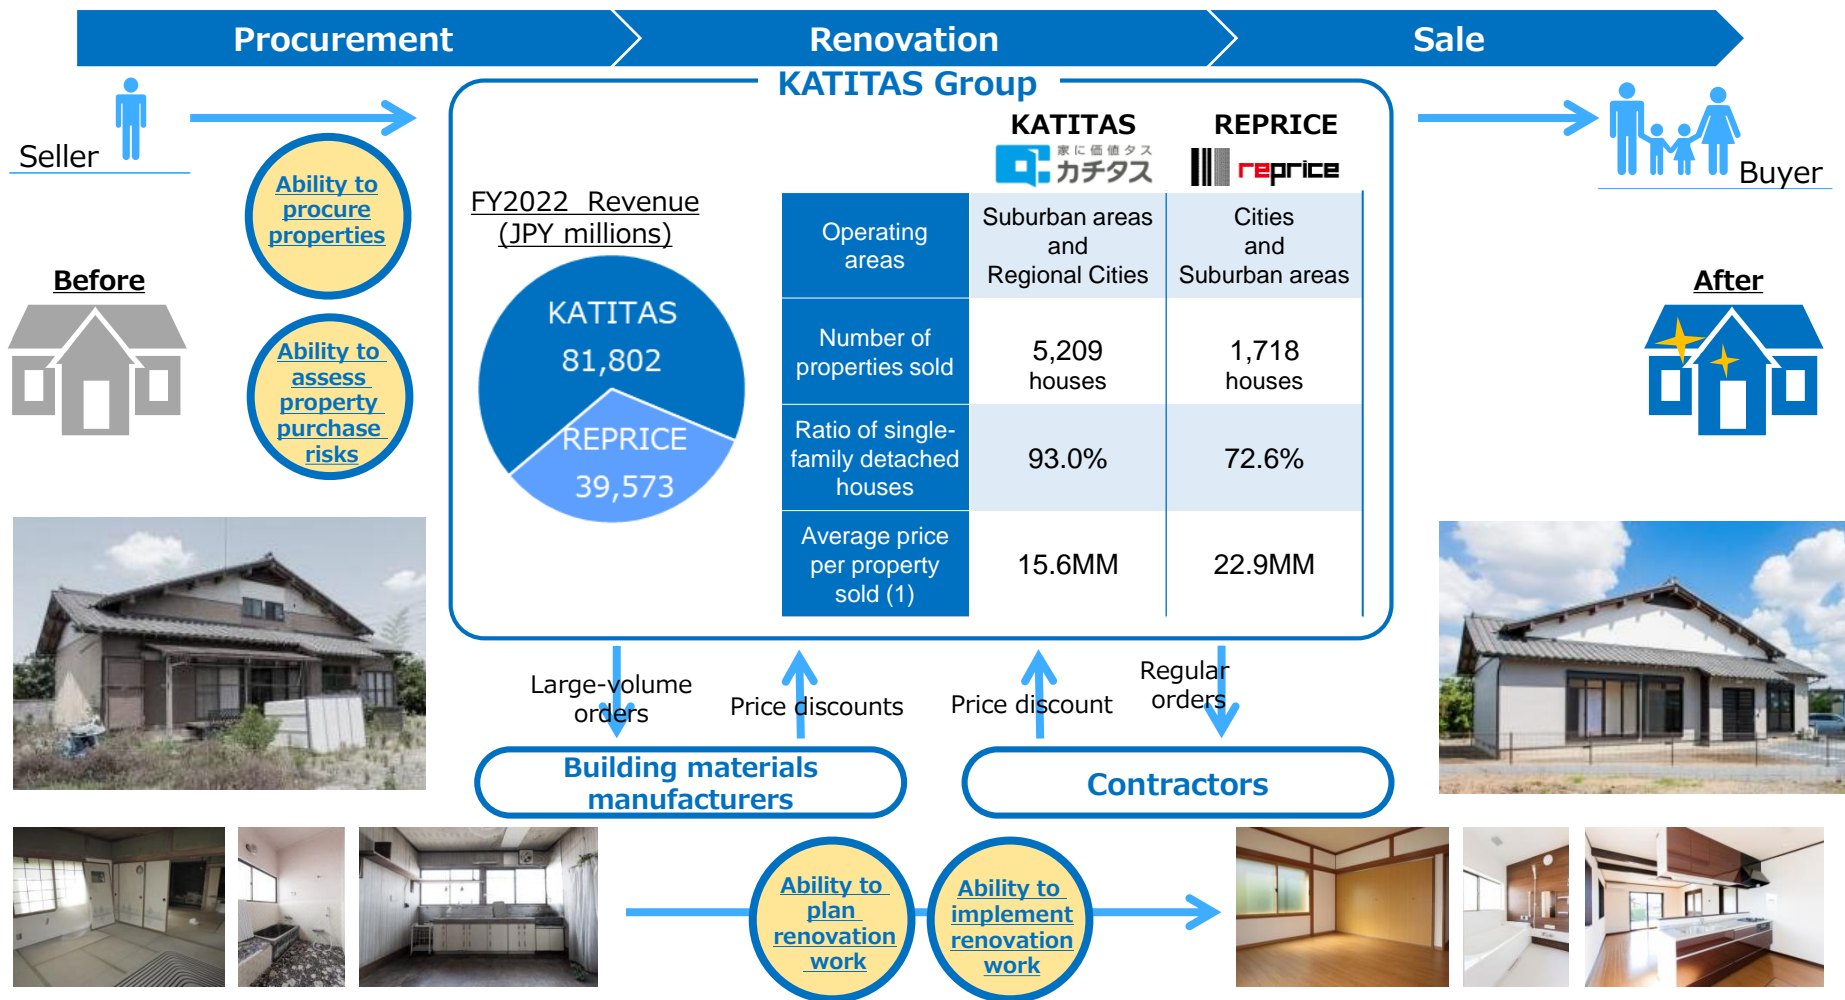 Procurement
Renovation
Sale
KATITAS Group
Seller
Buyer
Ability to
procure
properties
Before
Ability to
assess
property
purchase
risks
FY2022 Revenue
(JPY millions)
KATITAS
81,802
REPRICE
39,573
KATITAS
REPRICE
家に価値タス
カチタス
reprice
Operating
areas
Suburban areas
and
Regional Cities
Cities
and
Suburban areas
Number of
properties sold
5,209
houses
1,718
houses
Ratio of single-
family detached
houses
93.0%
72.6%
Average price
per property
sold (1)
15.6MM
22.9MM
After
Large-volume
orders
Price discounts
Price discount
Regular
orders
Building materials
manufacturers
Contractors
Ability to
plan
renovation
work
Ability to
implement
renovation
work